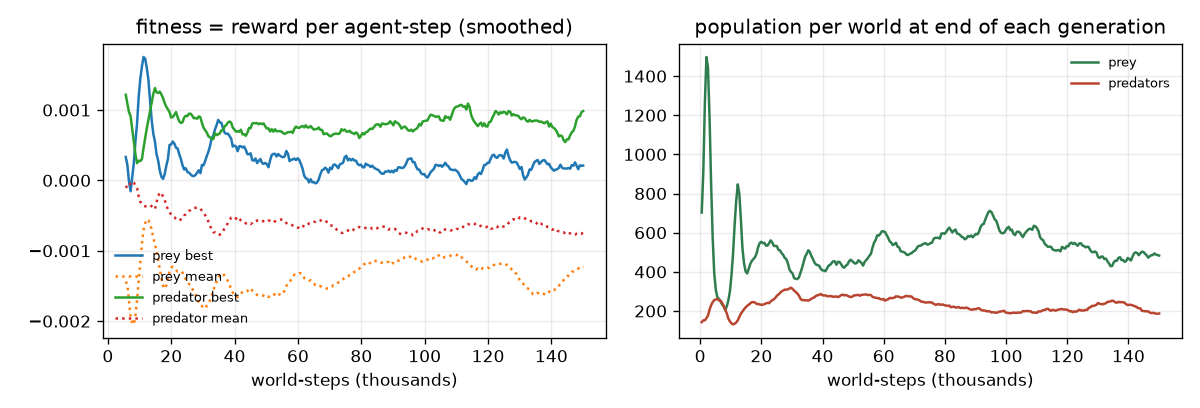 fitness = reward per agent-step (smoothed)
0.001
0.000
−0.001
−0.002
prey best
prey mean
predator best
predator mean
0 20 40 60 80 100 120 140
world-steps (thousands)
population per world at end of each generation
1400
1200
1000
800
600
400
200
prey
predators
0 20 40 60 80 100 120 140
world-steps (thousands)